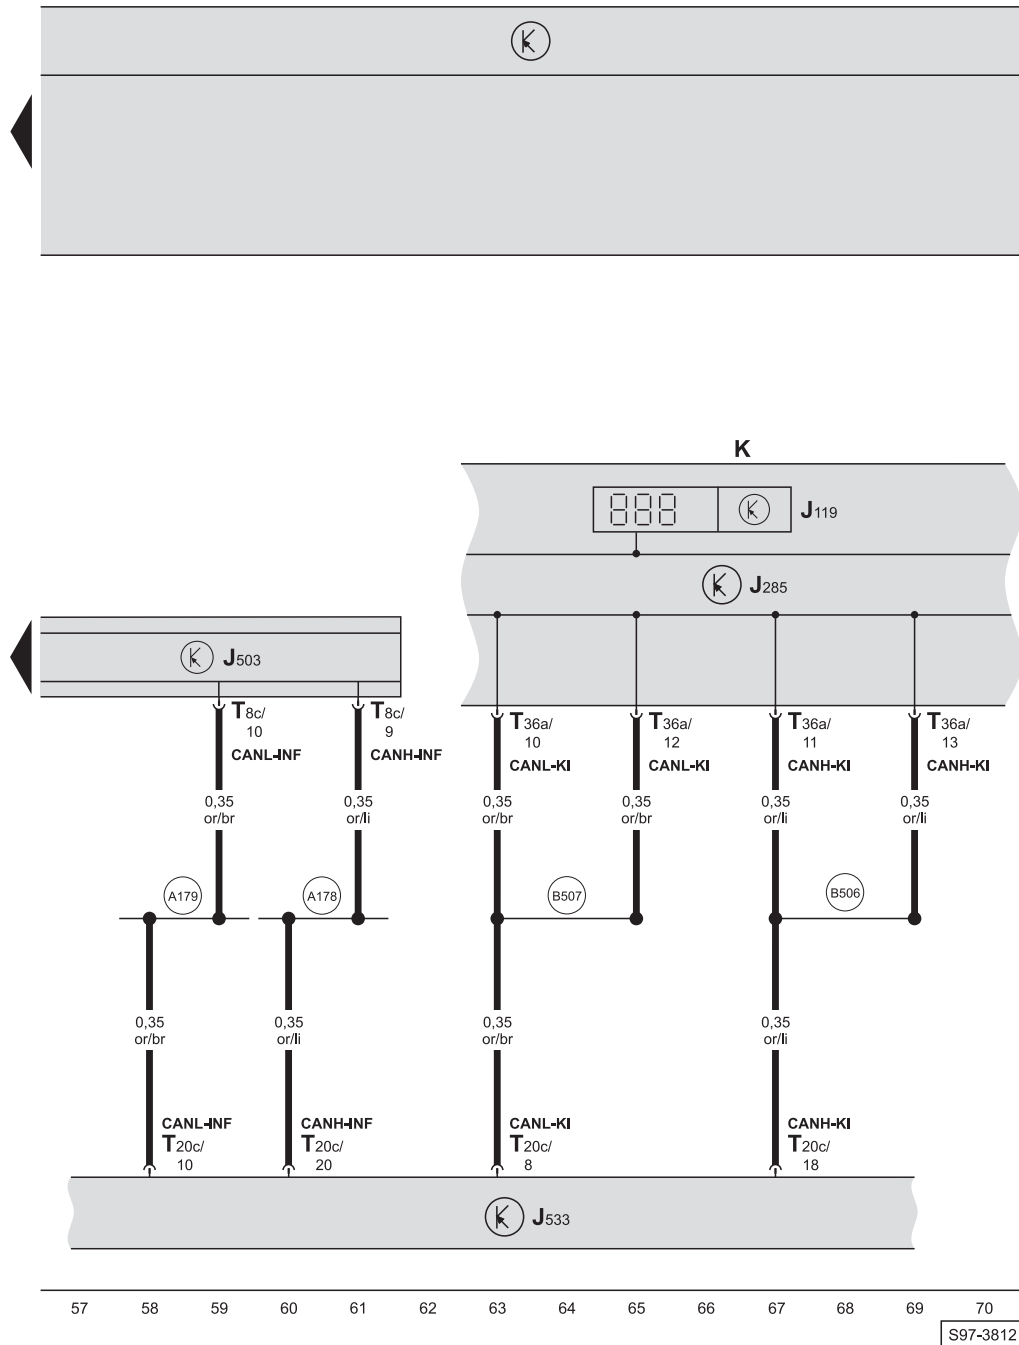 K
J119
J285
J503
T8c/
10
CANL-INF
T8c/
9
CANH-INF
T36a/
10
CANL-KI
T36a/
12
CANL-KI
T36a/
11
CANH-KI
T36a/
13
CANH-KI
0,35
or/br
0,35
or/li
0,35
or/br
0,35
or/br
0,35
or/li
0,35
or/li
A179
A178
B507
B506
0,35
or/br
0,35
or/li
0,35
or/br
0,35
or/li
CANL-INF
T20c/
10
CANH-INF
T20c/
20
CANL-KI
T20c/
8
CANH-KI
T20c/
18
J533
57 58 59 60 61 62 63 64 65 66 67 68 69 70
S97-3812